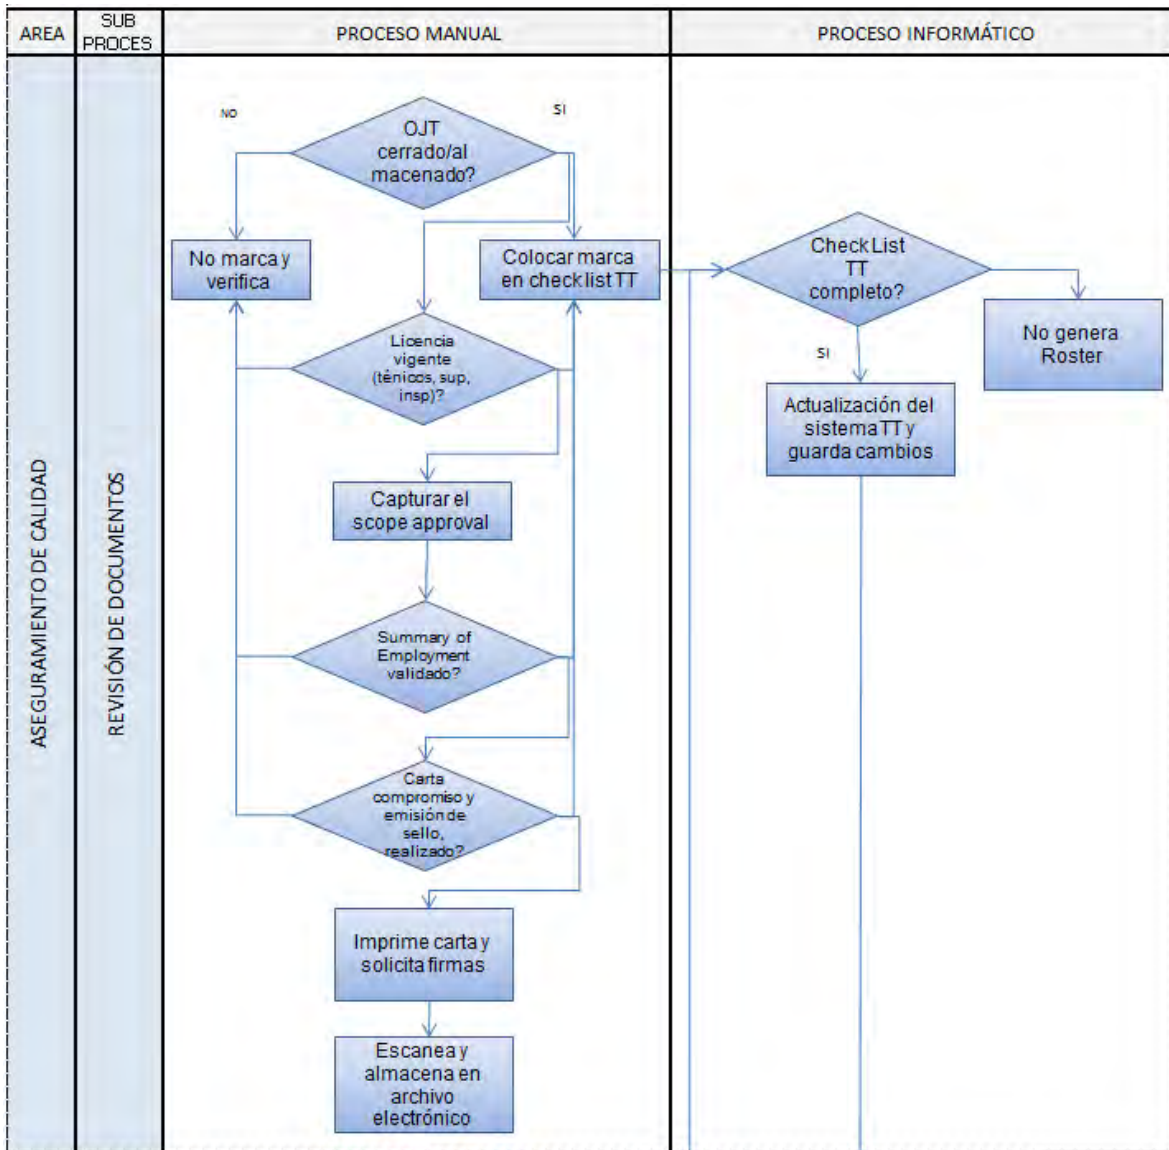 AREA
SUB
PROCES
PROCESO MANUAL
PROCESO INFORMÁTICO
NO
SI
OJT
cerrado/al
macenado?
No marca y
verifica
Colocar marca
en check list TT
Check List
TT
completo?
No genera
Roster
Licencia
vigente
(ténicos, sup,
insp)?
SI
Actualización del
sistema TT y
guarda cambios
Capturar el
scope approval
Summary of
Employment
validado?
Carta
compromiso y
emisión de
sello,
realizado?
Imprime carta y
solicita firmas
Escanea y
almacena en
archivo
electrónico
ASEGURAMIENTO DE CALIDAD
REVISIÓN DE DOCUMENTOS